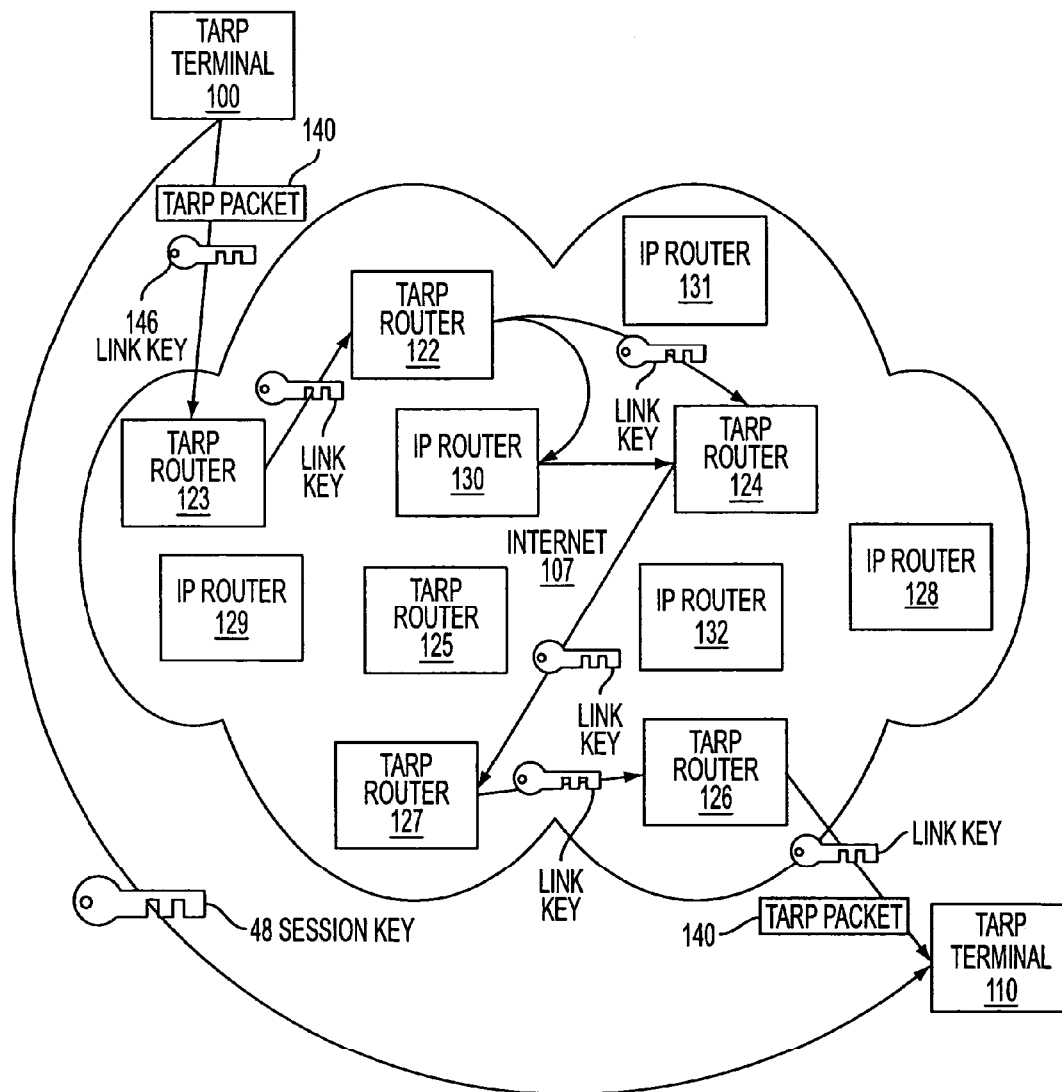 TARP
TERMINAL
100
140
TARP PACKET
146
LINK KEY
TARP
ROUTER
122
IP ROUTER
131
LINK
KEY
LINK
KEY
TARP
ROUTER
123
IP ROUTER
130
TARP
ROUTER
124
INTERNET
107
IP ROUTER
129
TARP
ROUTER
125
IP ROUTER
132
IP ROUTER
128
LINK
KEY
TARP
ROUTER
127
TARP
ROUTER
126
LINK
KEY
LINK KEY
48 SESSION KEY
140
TARP PACKET
TARP
TERMINAL
110